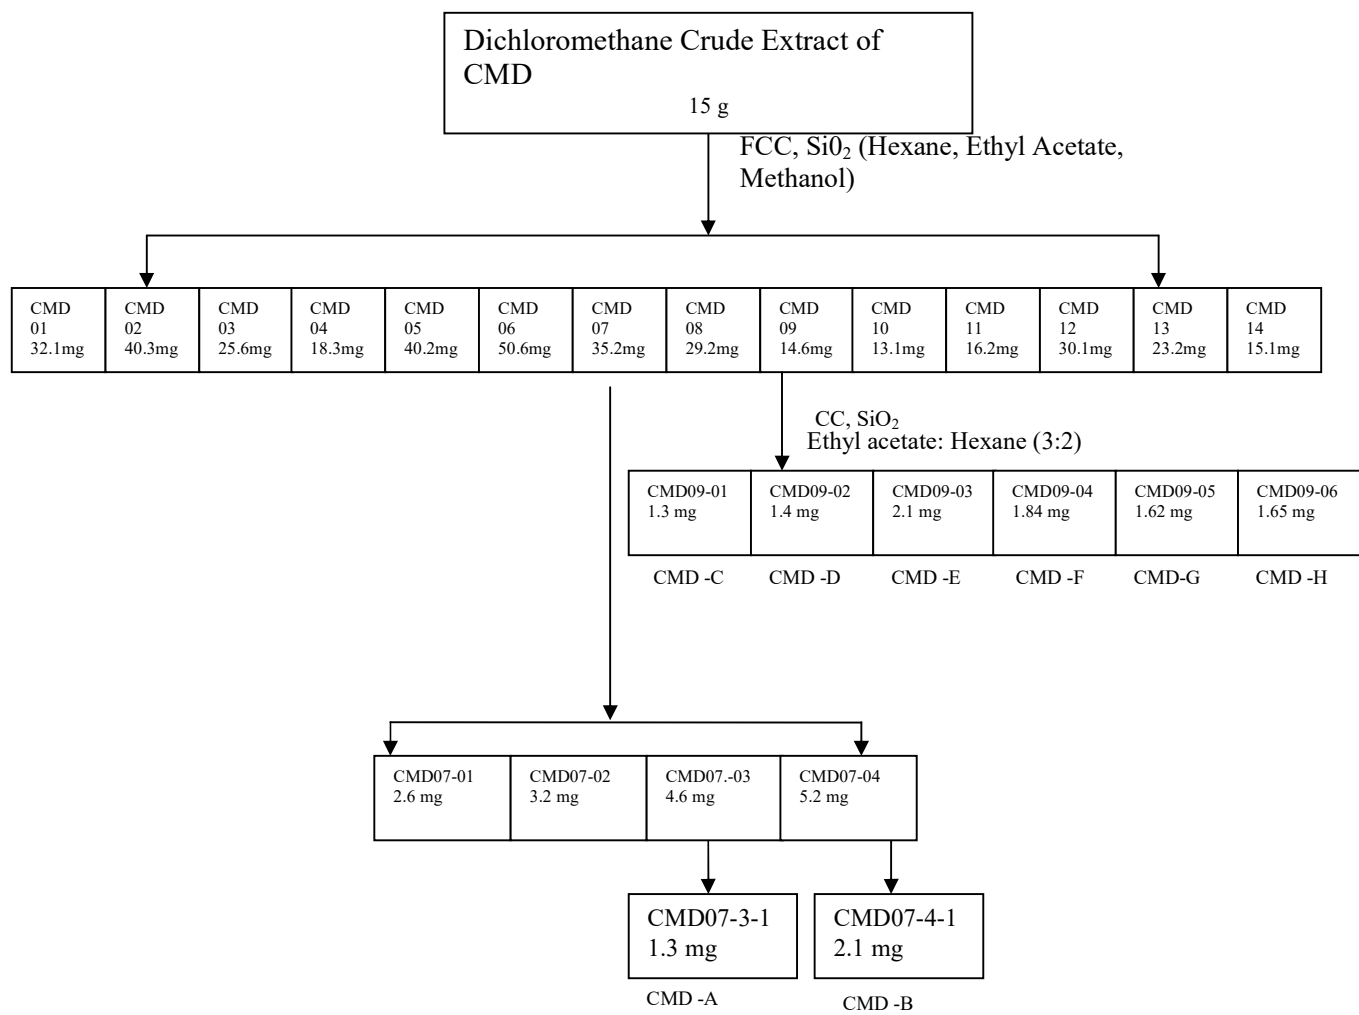 Dichloromethane Crude Extract of
CMD
15 g
FCC, Si0₂ (Hexane, Ethyl Acetate,
Methanol)
CMD
01
32.1mg
CMD
02
40.3mg
CMD
03
25.6mg
CMD
04
18.3mg
CMD
05
40.2mg
CMD
06
50.6mg
CMD
07
35.2mg
CMD
08
29.2mg
CMD
09
14.6mg
CMD
10
13.1mg
CMD
11
16.2mg
CMD
12
30.1mg
CMD
13
23.2mg
CMD
14
15.1mg
CC, SiO₂
Ethyl acetate: Hexane (3:2)
CMD09-01
1.3 mg
CMD09-02
1.4 mg
CMD09-03
2.1 mg
CMD09-04
1.84 mg
CMD09-05
1.62 mg
CMD09-06
1.65 mg
CMD -C
CMD -D
CMD -E
CMD -F
CMD-G
CMD -H
CMD07-01
2.6 mg
CMD07-02
3.2 mg
CMD07.-03
4.6 mg
CMD07-04
5.2 mg
CMD07-3-1
1.3 mg
CMD07-4-1
2.1 mg
CMD -A
CMD -B